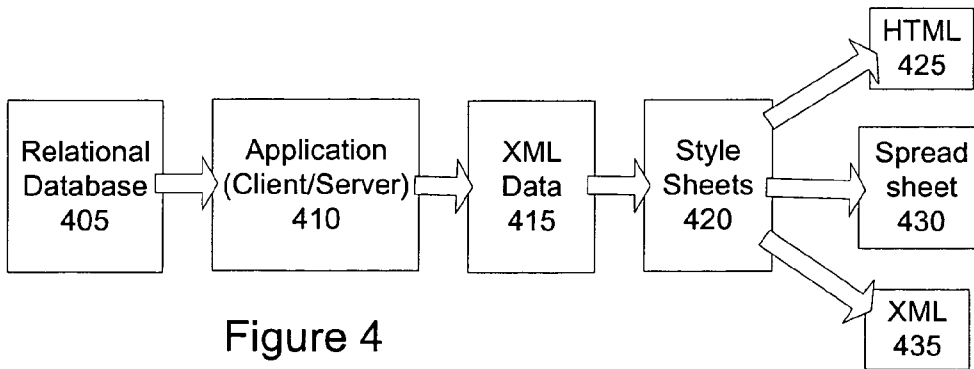 Relational
Database
405
Application
(Client/Server)
410
XML
Data
415
Style
Sheets
420
HTML
425
Spread
sheet
430
XML
435
Figure 4